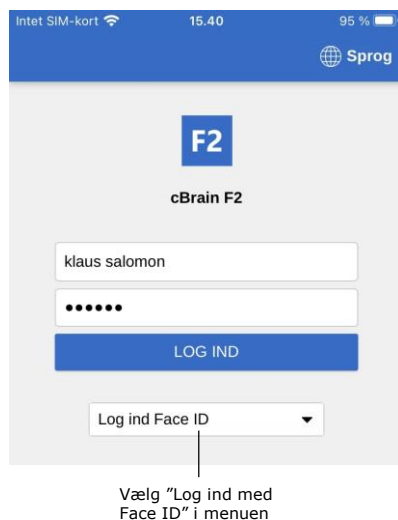 Intet SIM-kort 15.40 95 %
Sprog
F2
cBrain F2
klaus salomon
••••••
LOG IND
Log ind Face ID
Vælg ”Log ind med
Face ID” i menuen